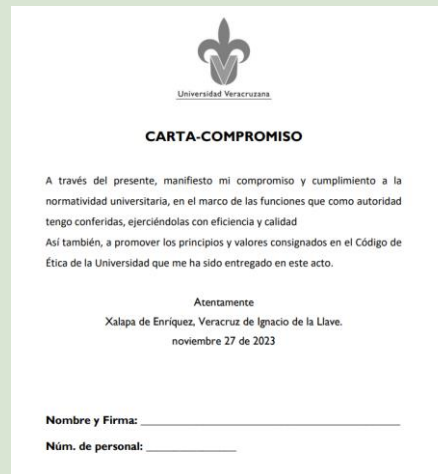 Universidad Veracruzana
CARTA-COMPROMISO
A través del presente, manifiesto mi compromiso y cumplimiento a la
normatividad universitaria, en el marco de las funciones que como autoridad
tengo conferidas, ejerciéndolas con eficiencia y calidad
Así también, a promover los principios y valores consignados en el Código de
Ética de la Universidad que me ha sido entregado en este acto.
Atentamente
Xalapa de Enríquez, Veracruz de Ignacio de la Llave.
noviembre 27 de 2023
Nombre y Firma: ____________________
Núm. de personal: _______________